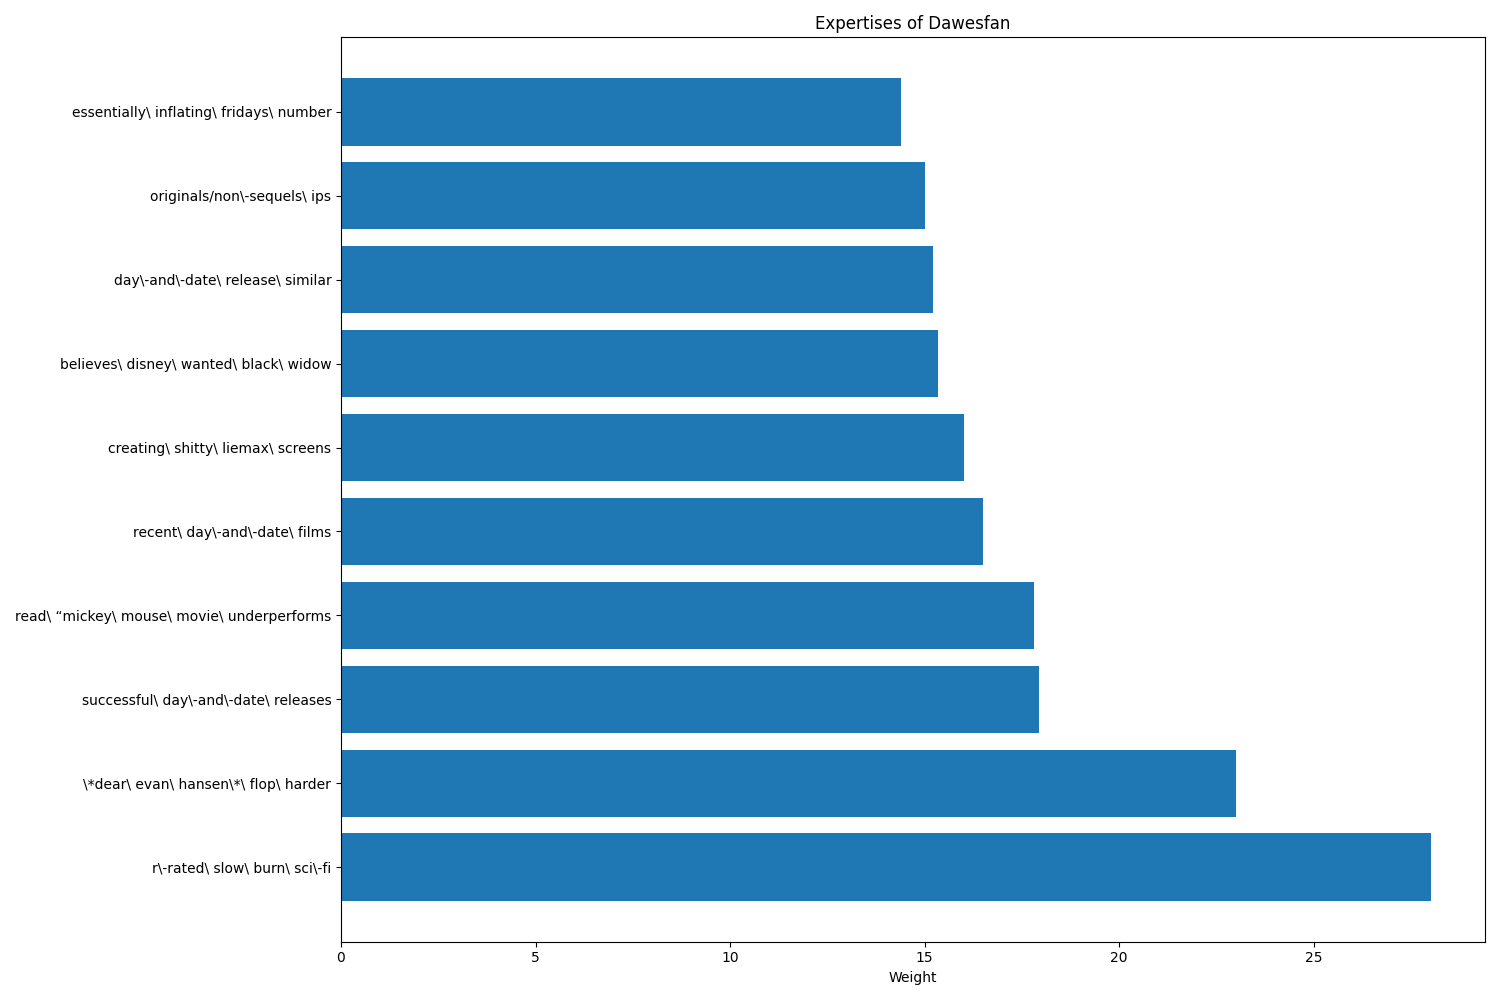 Expertises of Dawesfan
essentially\ inflating\ fridays\ number
originals/non\-sequels\ ips
day\-and\-date\ release\ similar
believes\ disney\ wanted\ black\ widow
creating\ shitty\ liemax\ screens
recent\ day\-and\-date\ films
read\ “mickey\ mouse\ movie\ underperforms
successful\ day\-and\-date\ releases
\*dear\ evan\ hansen\*\ flop\ harder
r\-rated\ slow\ burn\ sci\-fi
0 5 10 15 20 25
Weight